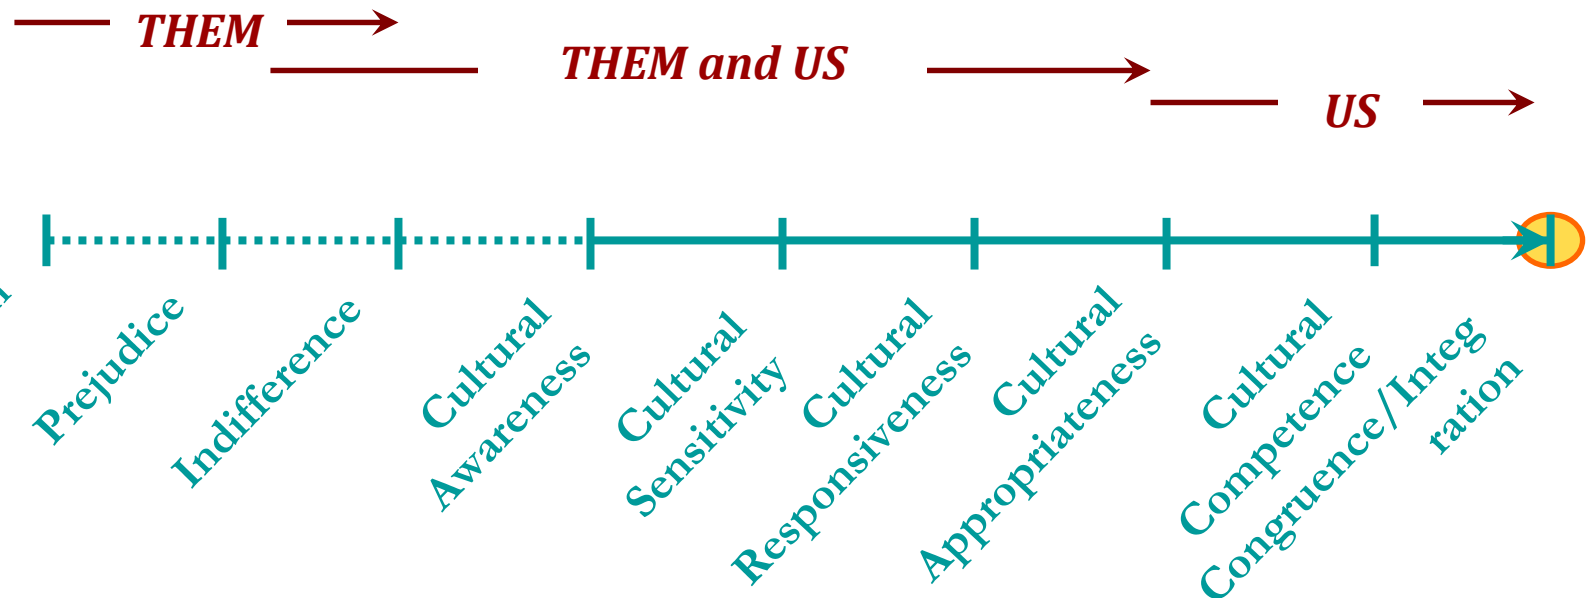 THEM
THEM and US
US
Prejudice
Indifference
Cultural
Awareness
Cultural
Sensitivity
Cultural
Responsiveness
Cultural
Appropriateness
Cultural
Competence
Congruence/Integ
ration